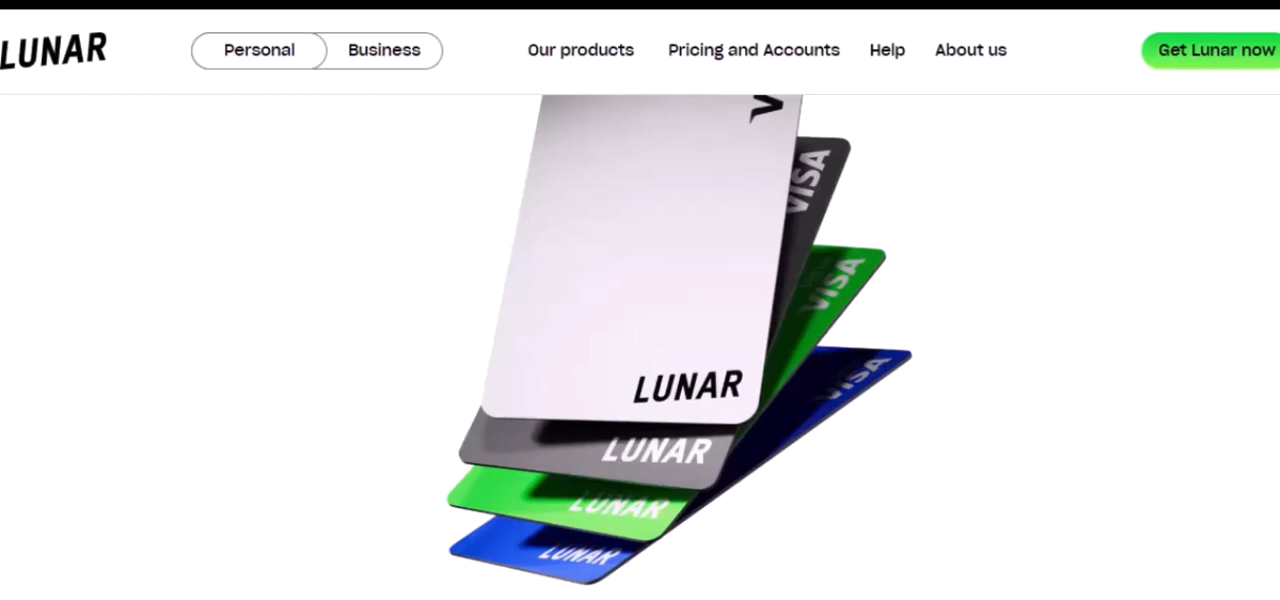 LUNAR
Personal
Business
Our products
Pricing and Accounts
Help
About us
Get Lunar now
V
VISA
VISA
VISA
LUNAR
LUNAR
LUNAR
LUNAR